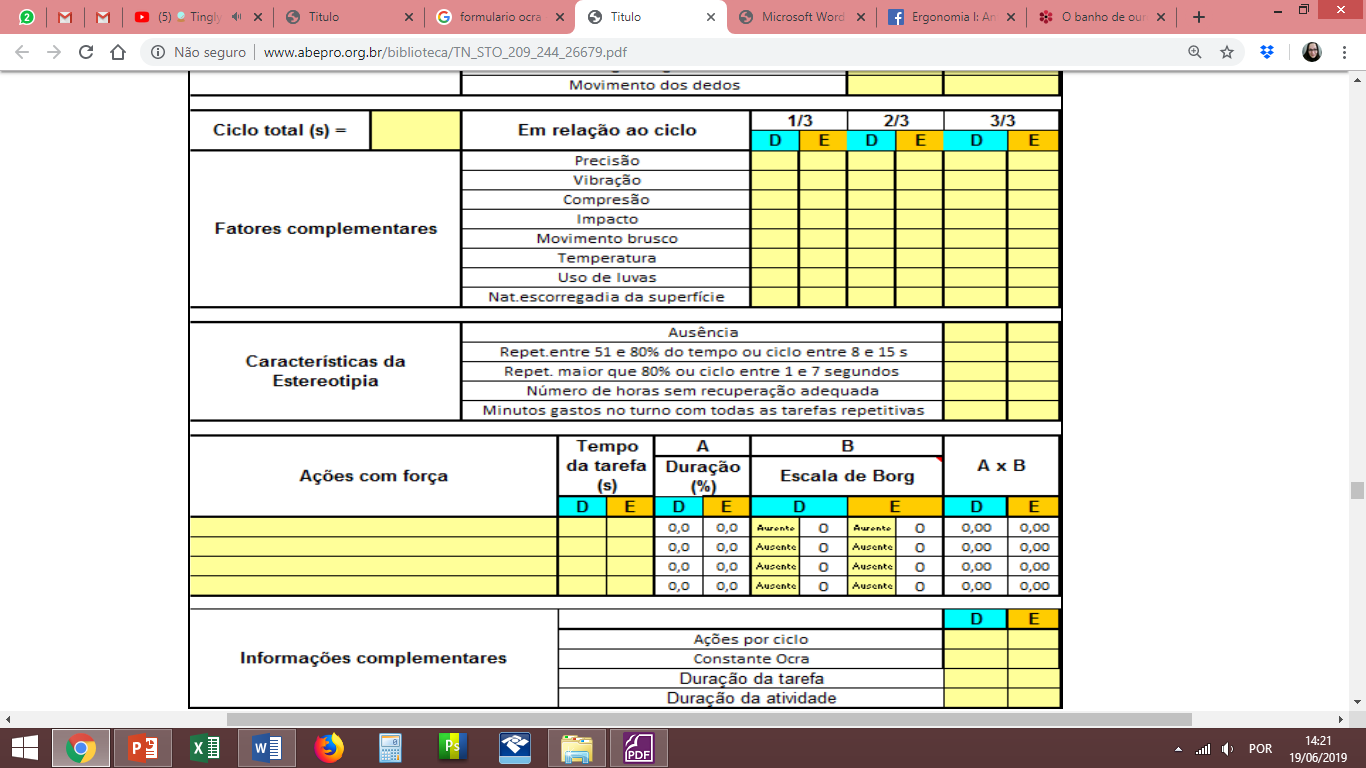 2
(5) Tingly
Titulo
formulario ocra
Titulo
Microsoft Word
Ergonomia I: An
O banho de our
Não seguro | www.abepro.org.br/biblioteca/TN_STO_209_244_26679.pdf
Movimento dos dedos
Ciclo total (s) =
Em relação ao ciclo
1/3 2/3 3/3
D E D E D E
Fatores complementares
Precisão
Vibração
Compresão
Impacto
Movimento brusco
Temperatura
Uso de luvas
Nat.escorregadia da superfície
Características da
Estereotipia
Ausência
Repet.entre 51 e 80% do tempo ou ciclo entre 8 e 15 s
Repet. maior que 80% ou ciclo entre 1 e 7 segundos
Número de horas sem recuperação adequada
Minutos gastos no turno com todas as tarefas repetitivas
Ações com força
Tempo
da tarefa
(s)
A
Duração
(%)
B
Escala de Borg
A x B
D E D E D E D E
0,0 0,0 Ausente 0 Ausente 0 0,00 0,00
0,0 0,0 Ausente 0 Ausente 0 0,00 0,00
0,0 0,0 Ausente 0 Ausente 0 0,00 0,00
0,0 0,0 Ausente 0 Ausente 0 0,00 0,00
Informações complementares
D E
Ações por ciclo
Constante Ocra
Duração da tarefa
Duração da atividade
POR
14:21
19/06/2019
P
X
W
Ps
PDF